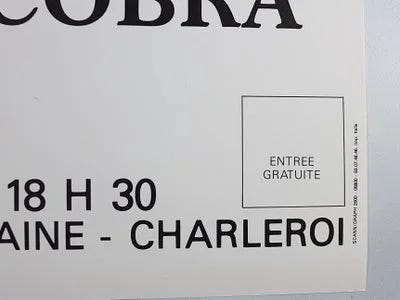 COBRA
ENTREE
GRATUITE
18 H 30
AINE - CHARLEROI